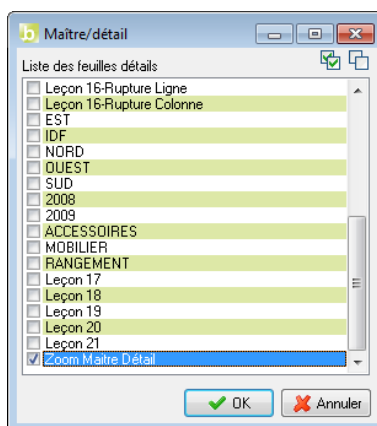 Maître/détail
Liste des feuilles détails
Leçon 16-Rupture Ligne
Leçon 16-Rupture Colonne
EST
IDF
NORD
OUEST
SUD
2008
2009
ACCESSOIRES
MOBILIER
RANGEMENT
Leçon 17
Leçon 18
Leçon 19
Leçon 20
Leçon 21
Zoom Maitre Détail
OK
Annuler